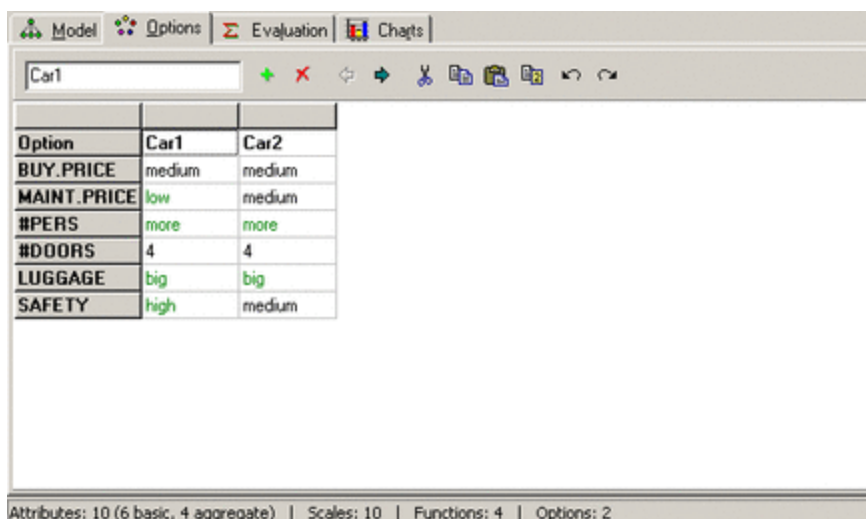 Model Options Evaluation Charts
Car1
Option Car1 Car2
BUY.PRICE medium medium
MAINT.PRICE low medium
#PERS more more
#DOORS 4 4
LUGGAGE big big
SAFETY high medium
Attributes: 10 (6 basic, 4 aggregate) | Scales: 10 | Functions: 4 | Options: 2